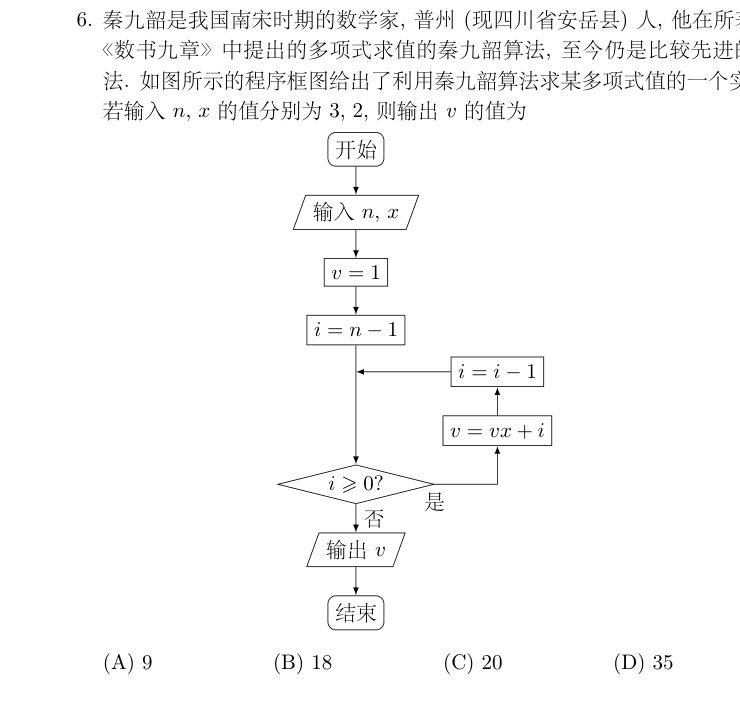 6. 秦九韶是我国南宋时期的数学家, 普州 (现四川省安岳县) 人, 他在所
《数书九章》中提出的多项式求值的秦九韶算法, 至今仍是比较先进的
法. 如图所示的程序框图给出了利用秦九韶算法求某多项式值的一个
若输入 n, x 的值分别为 3, 2, 则输出 v 的值为
开始
输入 n, x
v = 1
i = n − 1
i = i − 1
v = vx + i
i ⩾ 0?
是
否
输出 v
结束
(A) 9 (B) 18 (C) 20 (D) 35